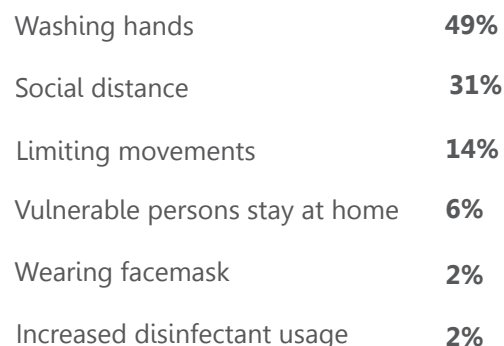 Washing hands 49%
Social distance 31%
Limiting movements 14%
Vulnerable persons stay at home 6%
Wearing facemask 2%
Increased disinfectant usage 2%